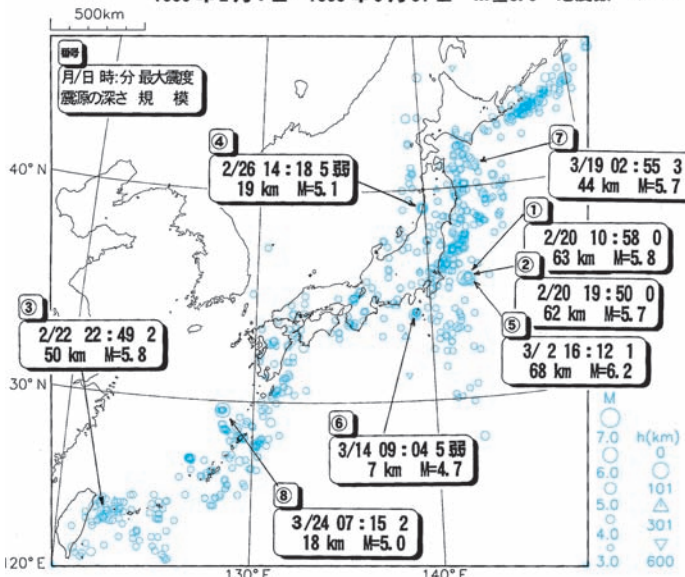 500km
番号
月/日 時:分 最大震度
震源の深さ 規 模
④
2/26 14:18 5弱
19 km M=5.1
⑦
3/19 02:55 3
44 km M=5.7
①
2/20 10:58 0
63 km M=5.8
②
2/20 19:50 0
62 km M=5.7
③
2/22 22:49 2
50 km M=5.8
⑤
3/ 2 16:12 1
68 km M=6.2
⑥
3/14 09:04 5弱
7 km M=4.7
⑧
3/24 07:15 2
18 km M=5.0
40°N
30°N
120°E
130°E
140°E
M
7.0
6.0
5.0
4.0
3.0
h(km)
0
101
301
600